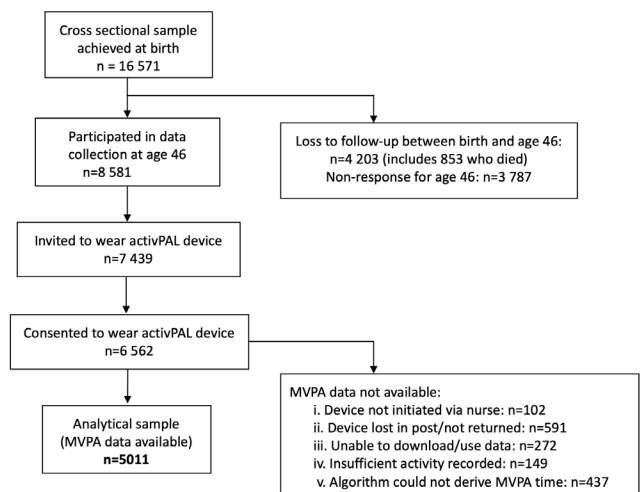 Cross sectional sample
achieved at birth
n = 16 571
Participated in data
collection at age 46
n=8 581
Loss to follow-up between birth and age 46:
n=4 203 (includes 853 who died)
Non-response for age 46: n=3 787
Invited to wear activPAL device
n=7 439
Consented to wear activPAL device
n=6 562
Analytical sample
(MVPA data available)
n=5011
MVPA data not available:
i. Device not initiated via nurse: n=102
ii. Device lost in post/not returned: n=591
iii. Unable to download/use data: n=272
iv. Insufficient activity recorded: n=149
v. Algorithm could not derive MVPA time: n=437